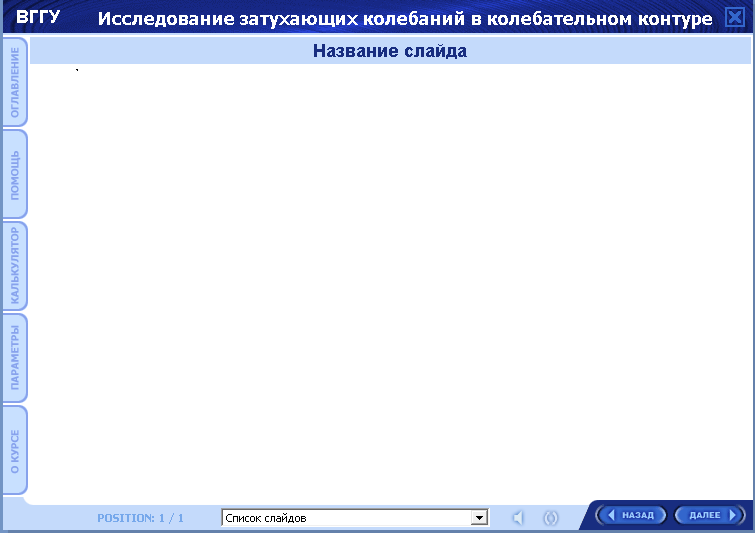 ВГГУ
Исследование затухающих колебаний в колебательном контуре
Название слайда
ОГЛАВЛЕНИЕ
ПОМОЩЬ
КАЛЬКУЛЯТОР
ПАРАМЕТРЫ
О КУРСЕ
POSITION: 1 / 1
Список слайдов
НАЗАД
ДАЛЕЕ